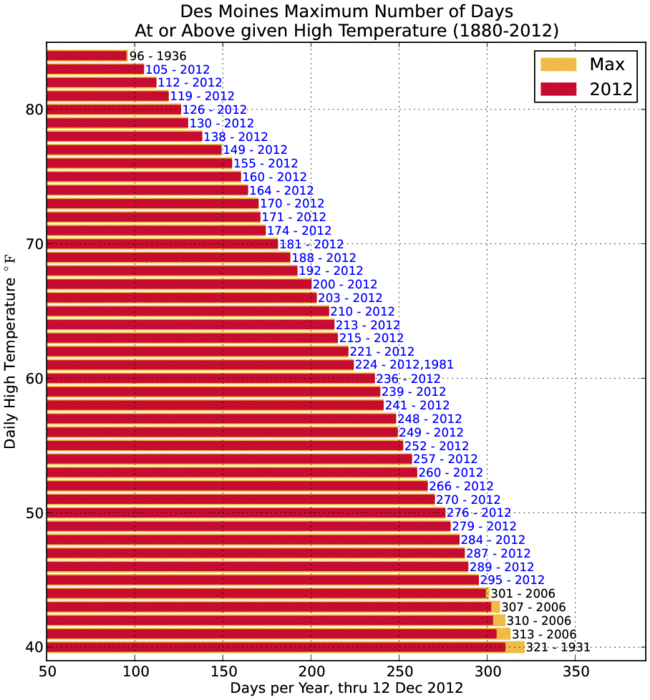 Des Moines Maximum Number of Days
At or Above given High Temperature (1880-2012)
Max
2012
Daily High Temperature °F
80
70
60
50
40
96 - 1936
105 - 2012
112 - 2012
119 - 2012
126 - 2012
130 - 2012
138 - 2012
149 - 2012
155 - 2012
160 - 2012
164 - 2012
170 - 2012
171 - 2012
174 - 2012
181 - 2012
188 - 2012
192 - 2012
200 - 2012
203 - 2012
210 - 2012
213 - 2012
215 - 2012
221 - 2012
224 - 2012,1981
236 - 2012
239 - 2012
241 - 2012
248 - 2012
249 - 2012
252 - 2012
257 - 2012
260 - 2012
266 - 2012
270 - 2012
276 - 2012
279 - 2012
284 - 2012
287 - 2012
289 - 2012
295 - 2012
301 - 2006
307 - 2006
310 - 2006
313 - 2006
321 - 1931
50 100 150 200 250 300 350
Days per Year, thru 12 Dec 2012